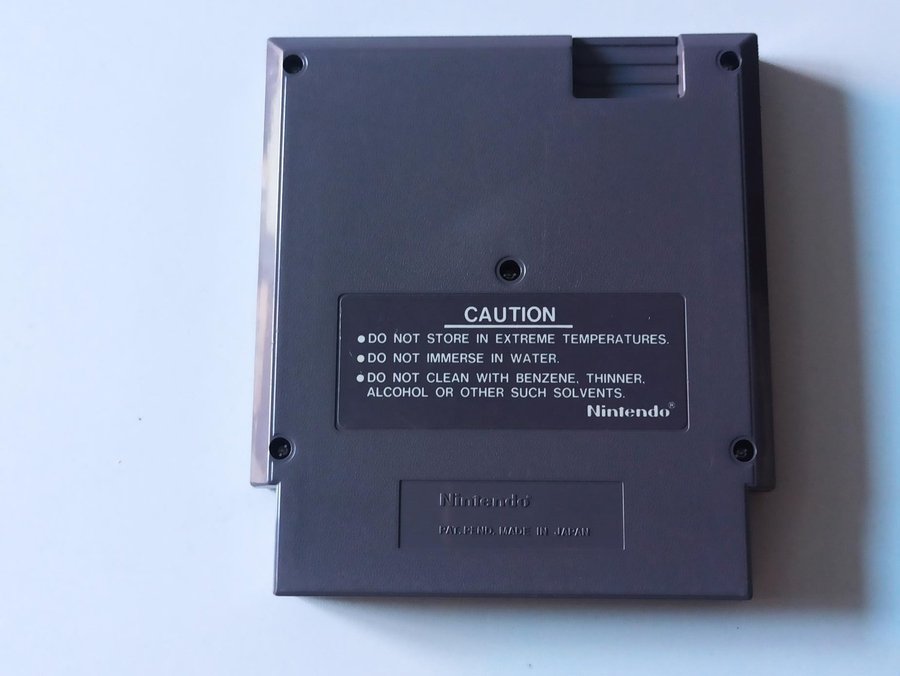 CAUTION
●DO NOT STORE IN EXTREME TEMPERATURES.
●DO NOT IMMERSE IN WATER.
●DO NOT CLEAN WITH BENZENE, THINNER,
ALCOHOL OR OTHER SUCH SOLVENTS.
Nintendo®
Nintendo®
PAT. PEND. MADE IN JAPAN